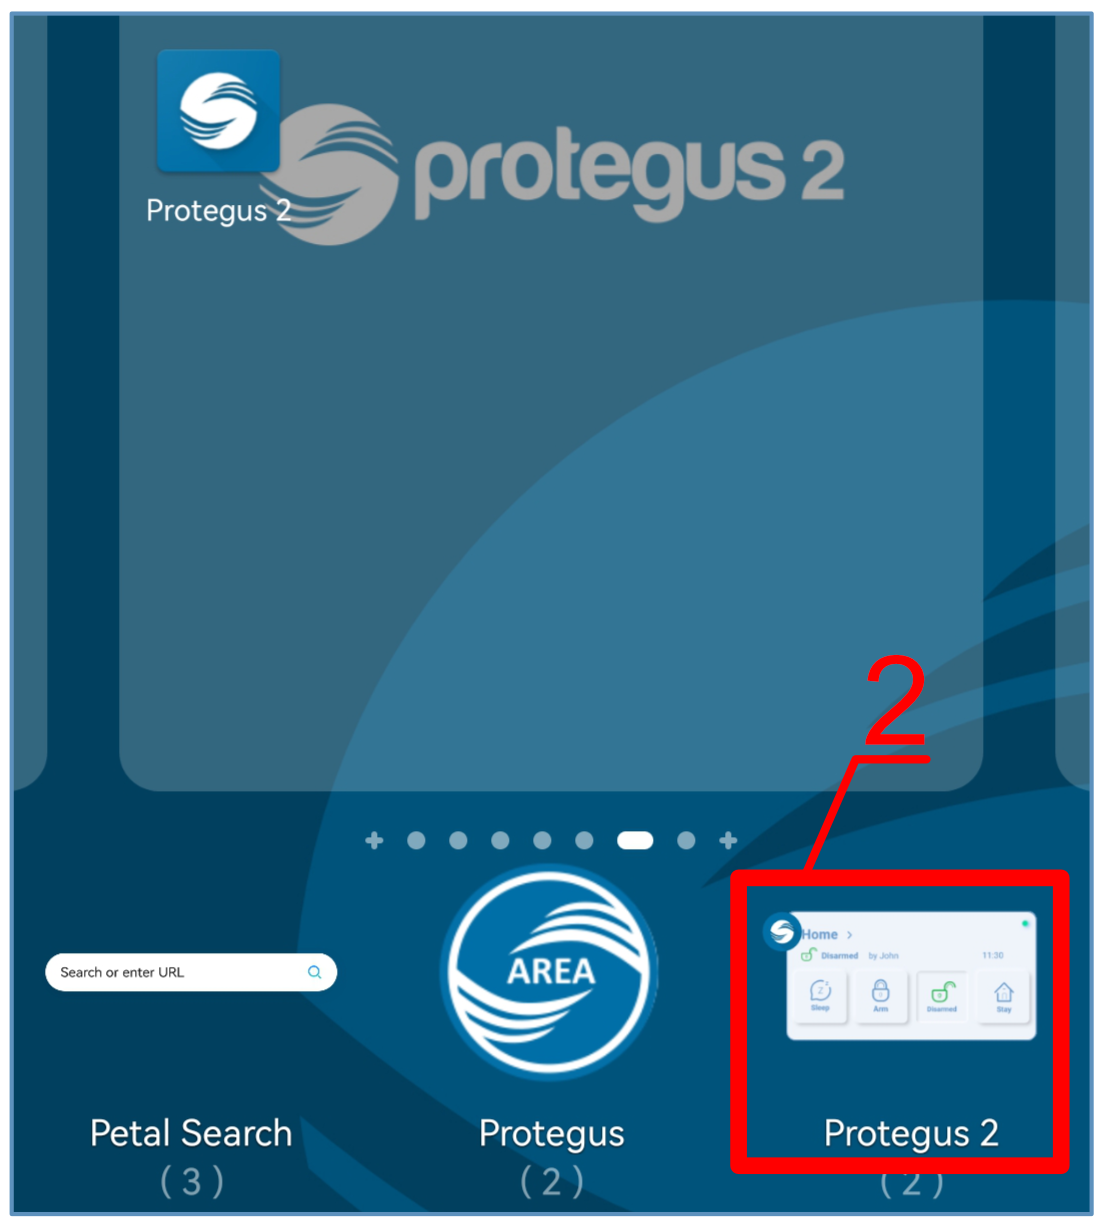 protegus 2
Protegus 2
2
Search or enter URL
AREA
Home >
Disarmed by John 11:30
Sleep Arm Disarmed Stay
Petal Search Protegus Protegus 2
(3) (2) (2)